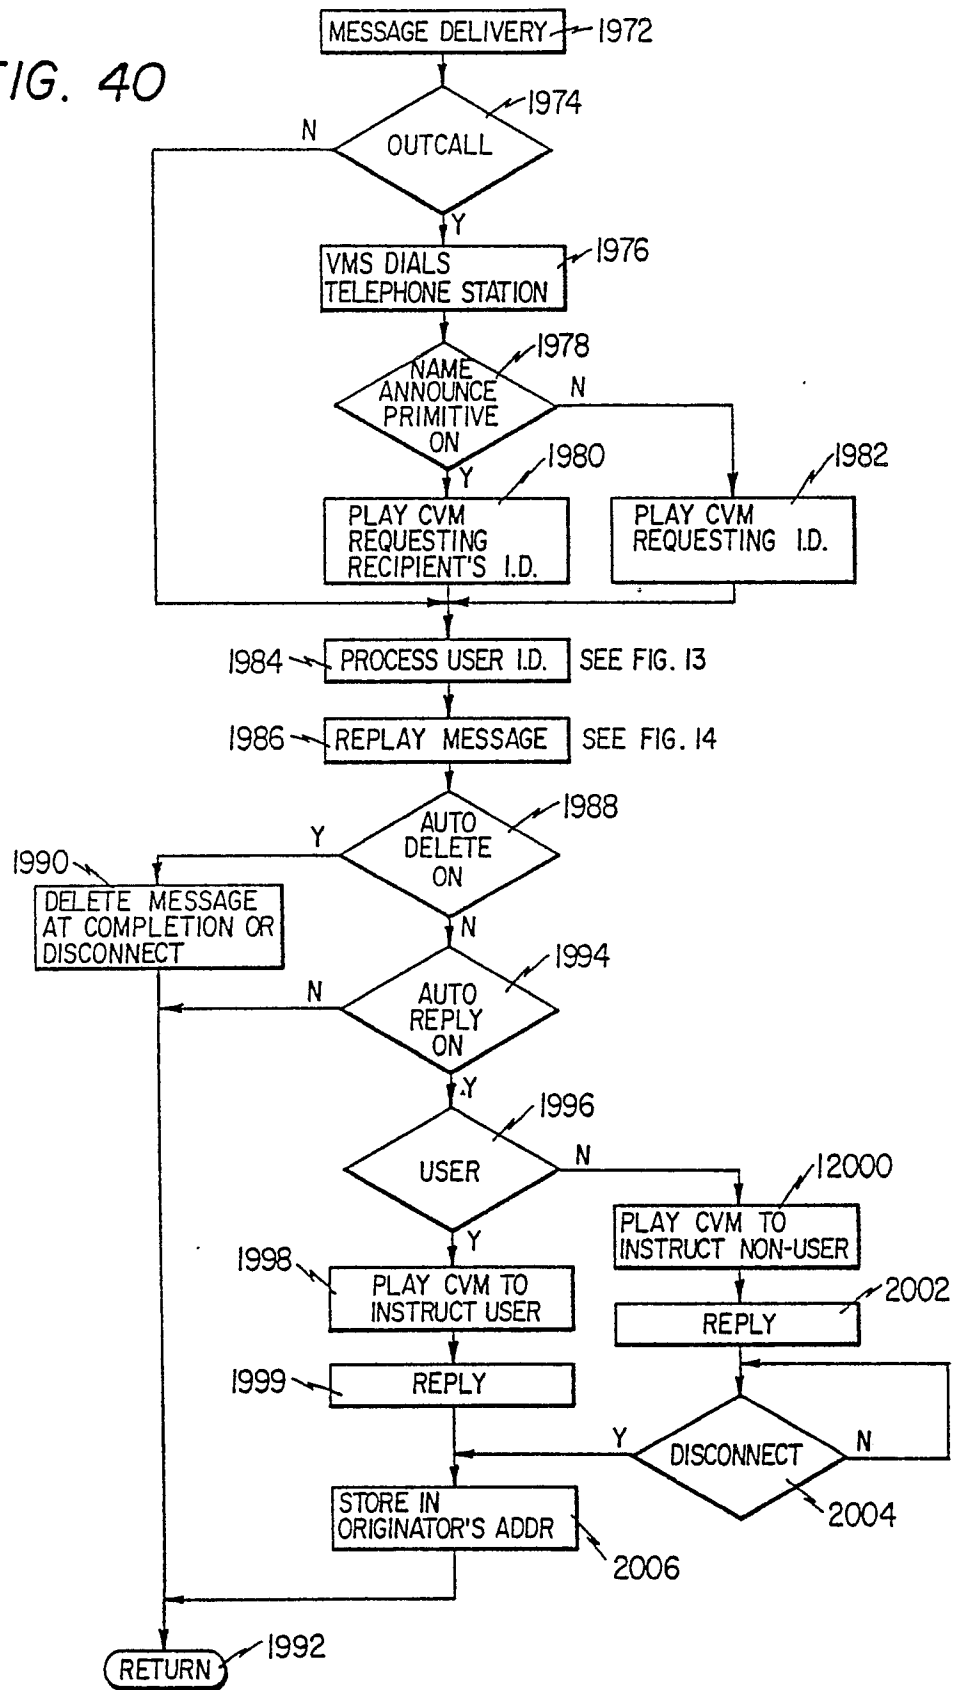 MESSAGE DELIVERY
1972
FIG. 40
1974
N
OUTCALL
Y
1976
VMS DIALS
TELEPHONE STATION
1978
NAME
ANNOUNCE
PRIMITIVE
ON
N
Y
1980
1982
PLAY CVM
REQUESTING
RECIPIENT'S I.D.
PLAY CVM
REQUESTING I.D.
1984
PROCESS USER I.D.
SEE FIG. 13
1986
REPLAY MESSAGE
SEE FIG. 14
1988
AUTO
DELETE
ON
Y
1990
DELETE MESSAGE
AT COMPLETION OR
DISCONNECT
N
1994
AUTO
REPLY
ON
N
Y
1996
USER
N
12000
PLAY CVM TO
INSTRUCT NON-USER
Y
1998
PLAY CVM TO
INSTRUCT USER
2002
REPLY
1999
REPLY
Y
DISCONNECT
N
2004
STORE IN
ORIGINATOR'S ADDR
2006
1992
RETURN